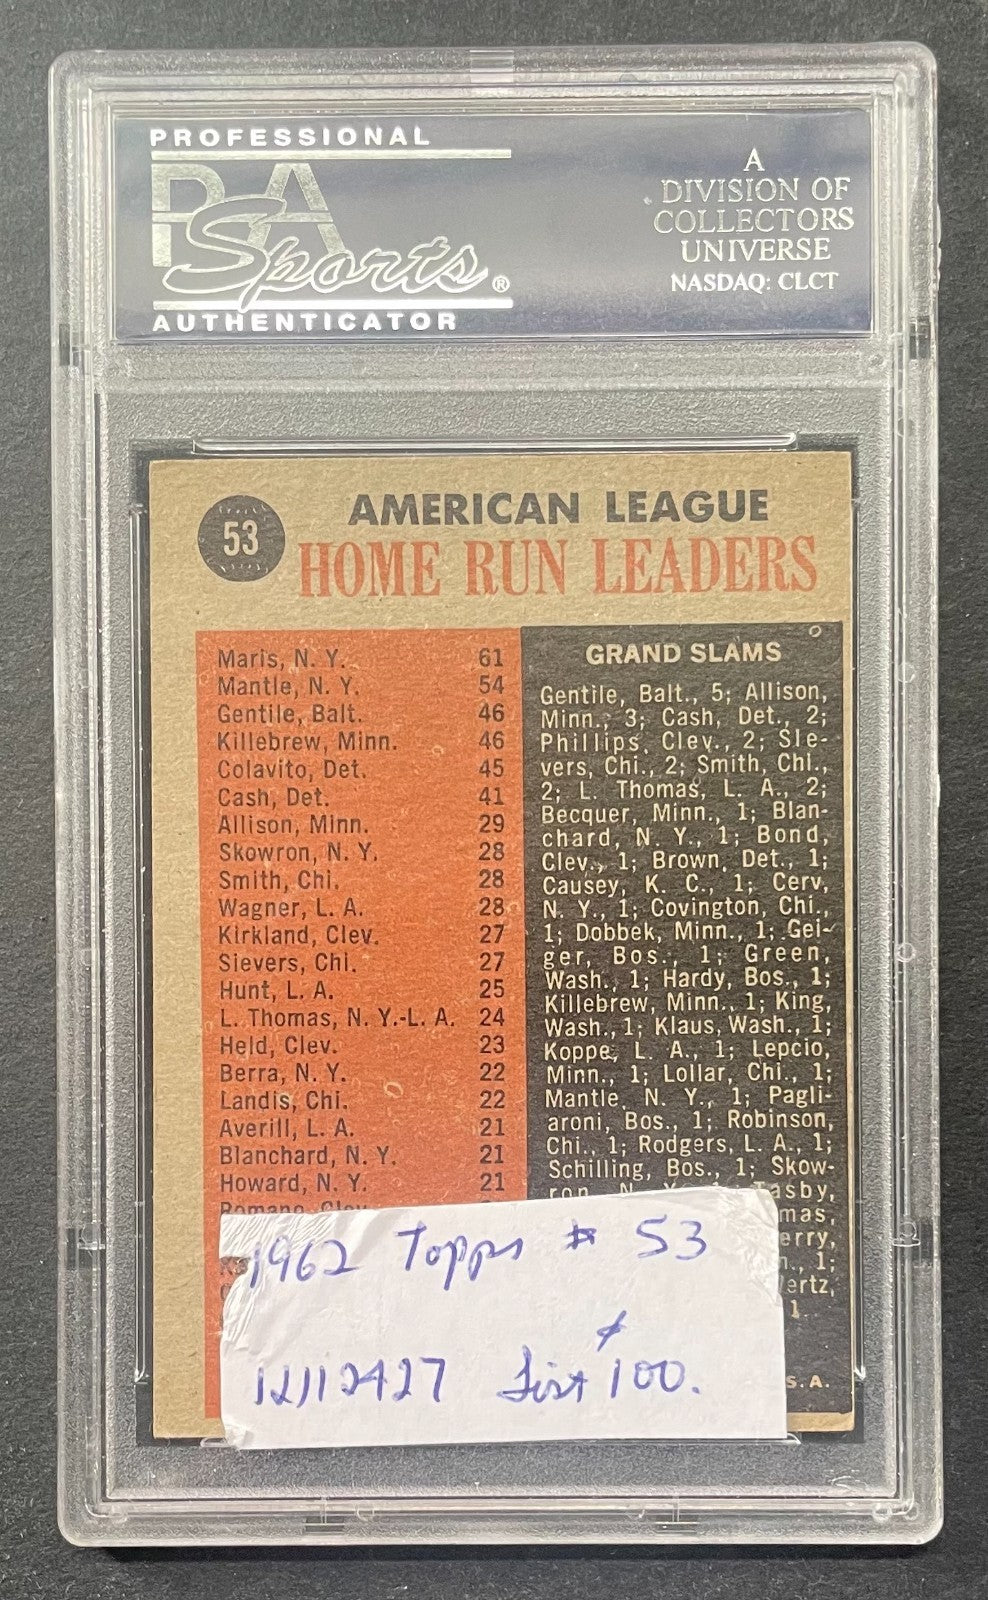 PROFESSIONAL
PSA
Sports®
AUTHENTICATOR
A
DIVISION OF
COLLECTORS
UNIVERSE
NASDAQ: CLCT
53
AMERICAN LEAGUE
HOME RUN LEADERS
Maris, N. Y. 61
Mantle, N. Y. 54
Gentile, Balt. 46
Killebrew, Minn. 46
Colavito, Det. 45
Cash, Det. 41
Allison, Minn. 29
Skowron, N. Y. 28
Smith, Chi. 28
Wagner, L. A. 28
Kirkland, Clev. 27
Sievers, Chi. 27
Hunt, L. A. 25
L. Thomas, N. Y.-L. A. 24
Held, Clev. 23
Berra, N. Y. 22
Landis, Chi. 22
Averill, L. A. 21
Blanchard, N. Y. 21
Howard, N. Y. 21
Romano, Clev.
GRAND SLAMS
Gentile, Balt., 5; Allison,
Minn., 3; Cash, Det., 2;
Phillips, Clev., 2; Sie-
vers, Chi., 2; Smith, Chi.,
2; L. Thomas, L. A., 2;
Becquer, Minn., 1; Blan-
chard, N. Y., 1; Bond,
Clev., 1; Brown, Det., 1;
Causey, K. C., 1; Cerv,
N. Y., 1; Covington, Chi.,
1; Dobbek, Minn., 1; Gei-
ger, Bos., 1; Green,
Wash., 1; Hardy, Bos., 1;
Killebrew, Minn., 1; King,
Wash., 1; Klaus, Wash., 1;
Koppe, L. A., 1; Lepcio,
Minn., 1; Lollar, Chi., 1;
Mantle, N. Y., 1; Pagli-
aroni, Bos., 1; Robinson,
Chi., 1; Rodgers, L. A., 1;
Schilling, Bos., 1; Skow-
ron, N. Y., Tasby,
mas,
erry,
1;
ertz,
1.
S. A.
1962 Topps # 53
12112427 List $100.